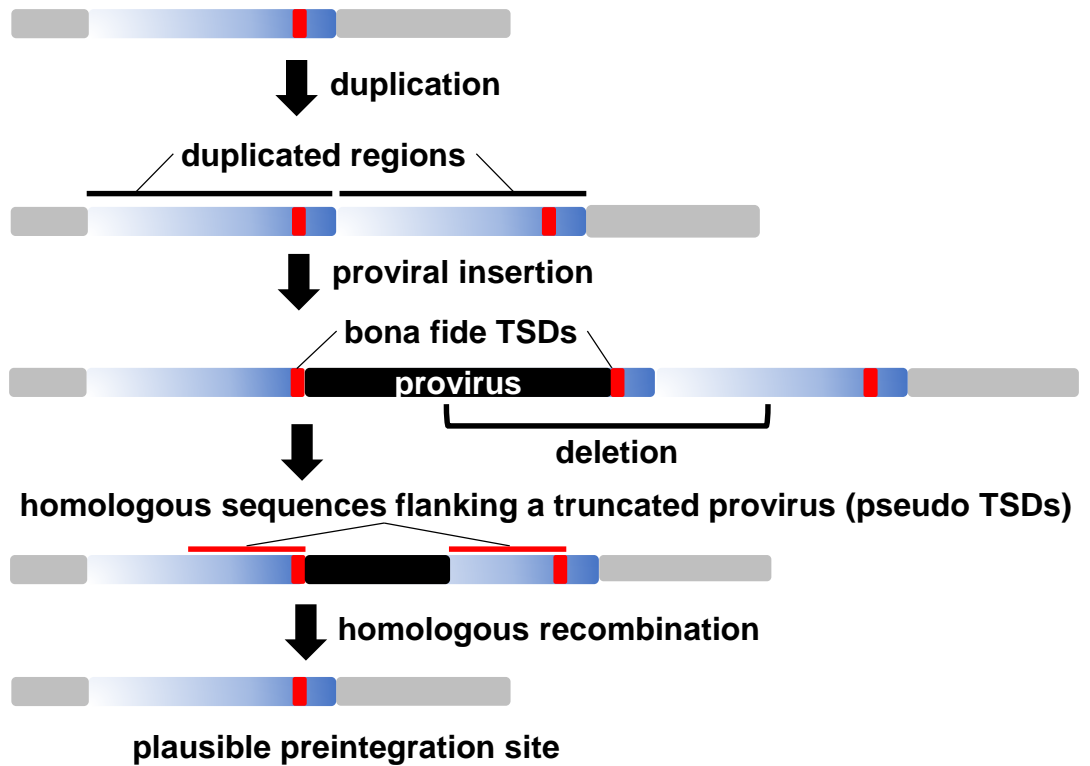 duplication
duplicated regions
proviral insertion
bona fide TSDs
provirus
deletion
homologous sequences flanking a truncated provirus (pseudo TSDs)
homologous recombination
plausible preintegration site